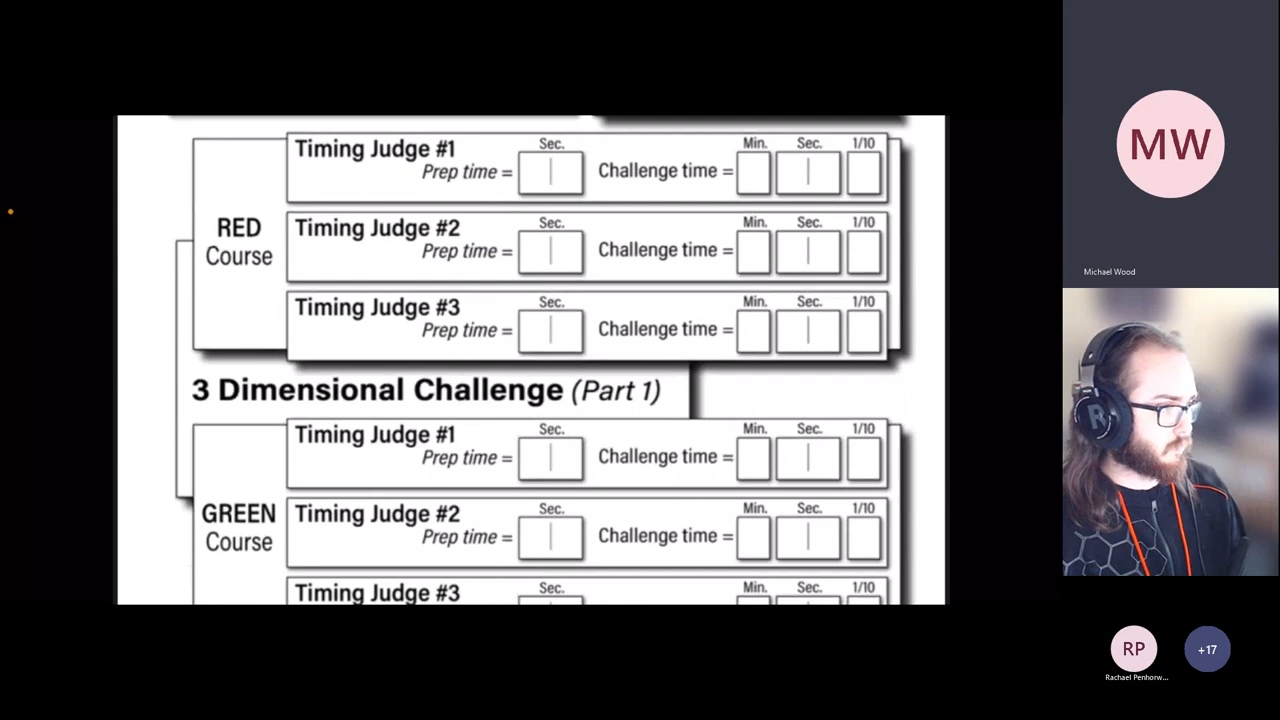 RED
Course
Timing Judge #1
Prep time =
Sec.
Challenge time =
Min.
Sec.
1/10
Timing Judge #2
Prep time =
Sec.
Challenge time =
Min.
Sec.
1/10
Timing Judge #3
Prep time =
Sec.
Challenge time =
Min.
Sec.
1/10
3 Dimensional Challenge (Part 1)
GREEN
Course
Timing Judge #1
Prep time =
Sec.
Challenge time =
Min.
Sec.
1/10
Timing Judge #2
Prep time =
Sec.
Challenge time =
Min.
Sec.
1/10
Timing Judge #3
Sec.
Min.
Sec.
1/10
MW
Michael Wood
R
RP
Rachael Penhorw...
+17